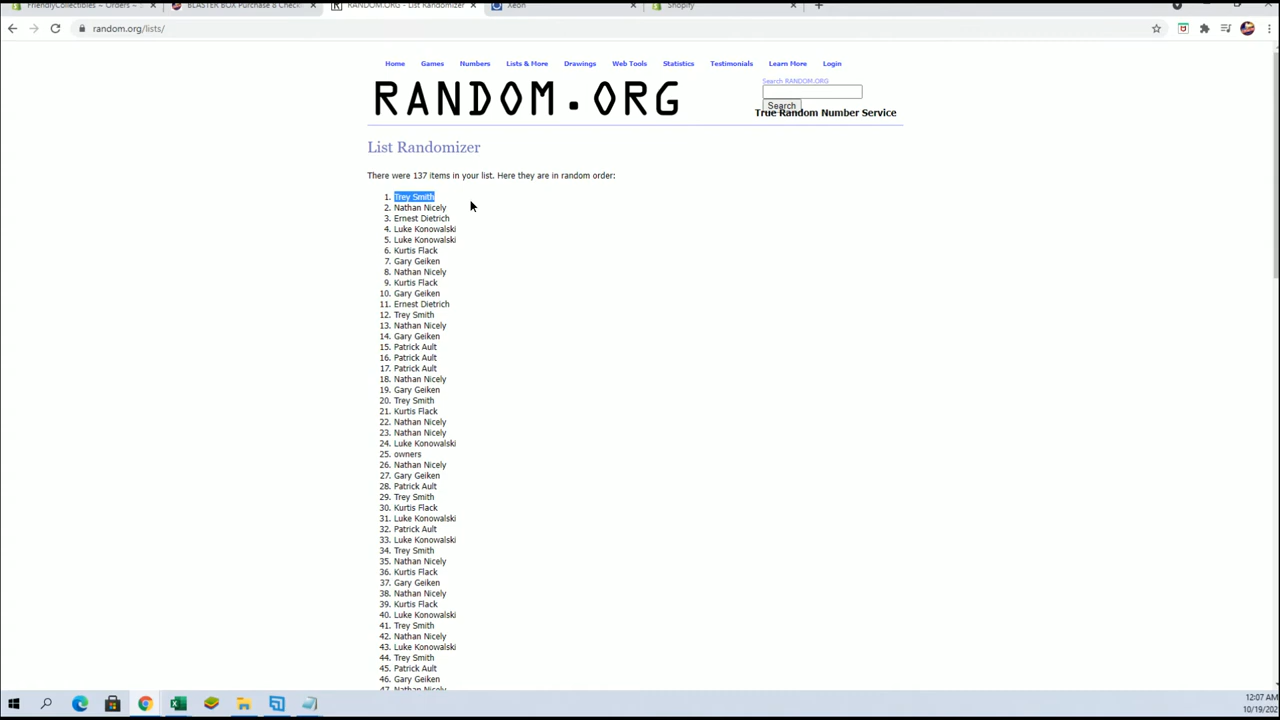 FriendlyCollectibles ~ Orders ~ S
BLASTER BOX Purchase 8 Check
RANDOM.ORG - List Randomizer
Xeon
Shopify
random.org/lists/
Home Games Numbers Lists & More Drawings Web Tools Statistics Testimonials Learn More Login
Search RANDOM.ORG
RANDOM.ORG
Search
True Random Number Service
List Randomizer
There were 137 items in your list. Here they are in random order:
1. Trey Smith
2. Nathan Nicely
3. Ernest Dietrich
4. Luke Konowalski
5. Luke Konowalski
6. Kurtis Flack
7. Gary Geiken
8. Nathan Nicely
9. Kurtis Flack
10. Gary Geiken
11. Ernest Dietrich
12. Trey Smith
13. Nathan Nicely
14. Gary Geiken
15. Patrick Ault
16. Patrick Ault
17. Patrick Ault
18. Nathan Nicely
19. Gary Geiken
20. Trey Smith
21. Kurtis Flack
22. Nathan Nicely
23. Nathan Nicely
24. Luke Konowalski
25. owners
26. Nathan Nicely
27. Gary Geiken
28. Patrick Ault
29. Trey Smith
30. Kurtis Flack
31. Luke Konowalski
32. Patrick Ault
33. Luke Konowalski
34. Trey Smith
35. Nathan Nicely
36. Kurtis Flack
37. Gary Geiken
38. Nathan Nicely
39. Kurtis Flack
40. Luke Konowalski
41. Trey Smith
42. Nathan Nicely
43. Luke Konowalski
44. Trey Smith
45. Patrick Ault
46. Gary Geiken
47. Nathan Nicely
12:07 AM
10/19/202